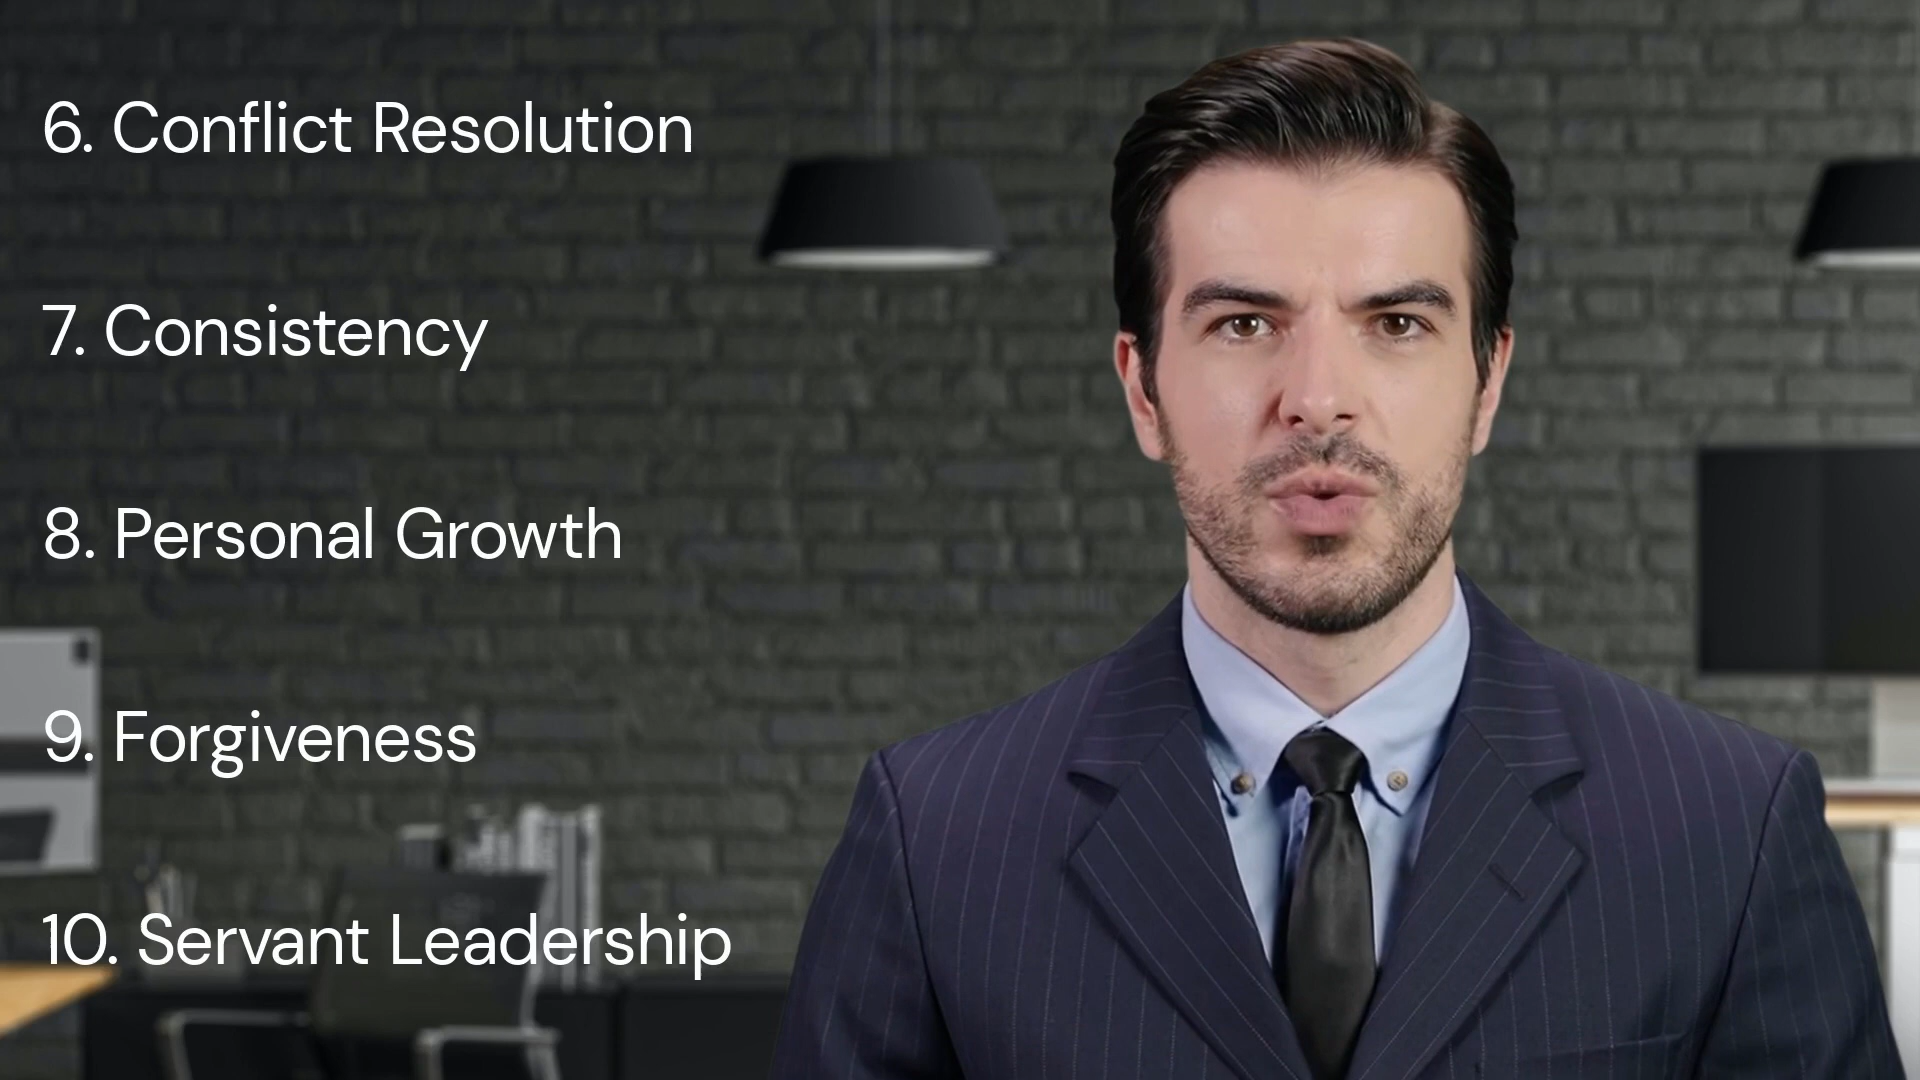 6. Conflict Resolution
7. Consistency
8. Personal Growth
9. Forgiveness
10. Servant Leadership